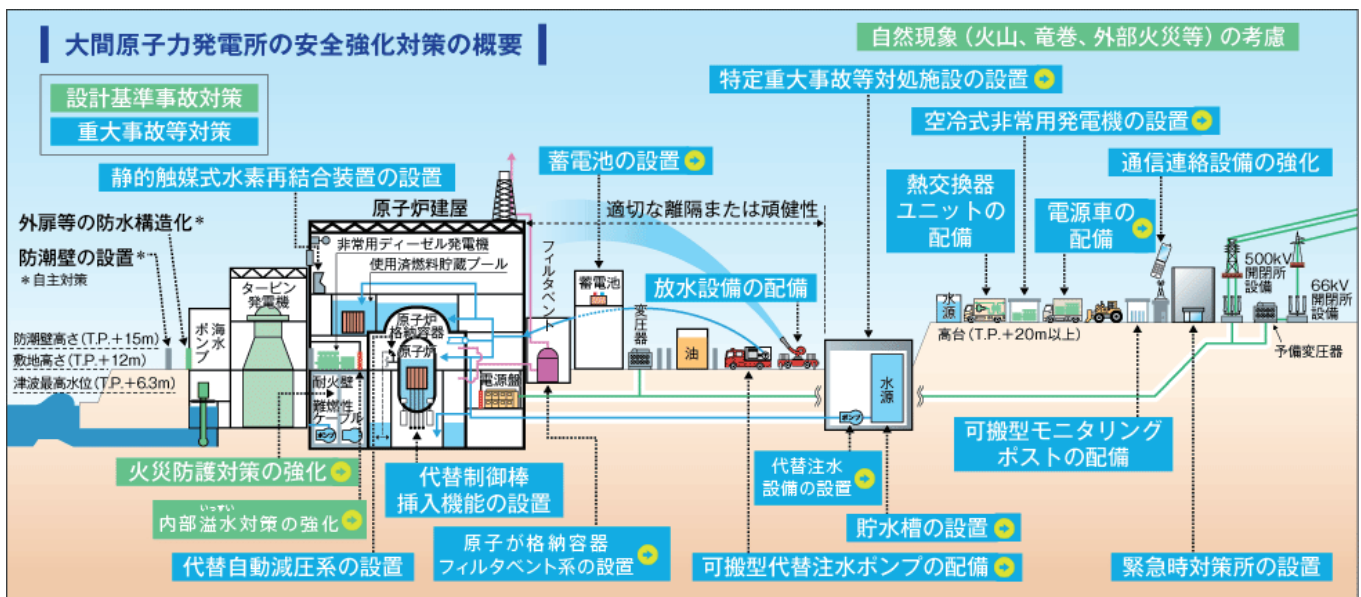 大間原子力発電所の安全強化対策の概要
自然現象（火山、竜巻、外部火災等）の考慮
設計基準事故対策
重大事故等対策
特定重大事故等対処施設の設置
空冷式非常用発電機の設置
通信連絡設備の強化
静的触媒式水素再結合装置の設置
蓄電池の設置
熱交換器
ユニットの
配備
電源車の
配備
外扉等の防水構造化*
防潮壁の設置*
*自主対策
原子炉建屋
適切な離隔または頑健性
非常用ディーゼル発電機
使用済燃料貯蔵プール
フィルタベント
蓄電池
放水設備の配備
500kV
開閉所
設備
66kV
開閉所
設備
タービン
発電機
海水
ポンプ
原子炉
格納容器
原子炉
変圧器
油
水源
高台（T.P.+20m以上）
予備変圧器
防潮壁高さ(T.P.+15m)
敷地高さ(T.P.+12m)
津波最高水位(T.P.+6.3m)
耐火壁
難燃性
ケーブル
ポンプ
電源盤
水源
ポンプ
火災防護対策の強化
いっすい
内部溢水対策の強化
代替自動減圧系の設置
代替制御棒
挿入機能の設置
原子が格納容器
フィルタベント系の設置
代替注水
設備の設置
貯水槽の設置
可搬型代替注水ポンプの配備
可搬型モニタリング
ポストの配備
緊急時対策所の設置